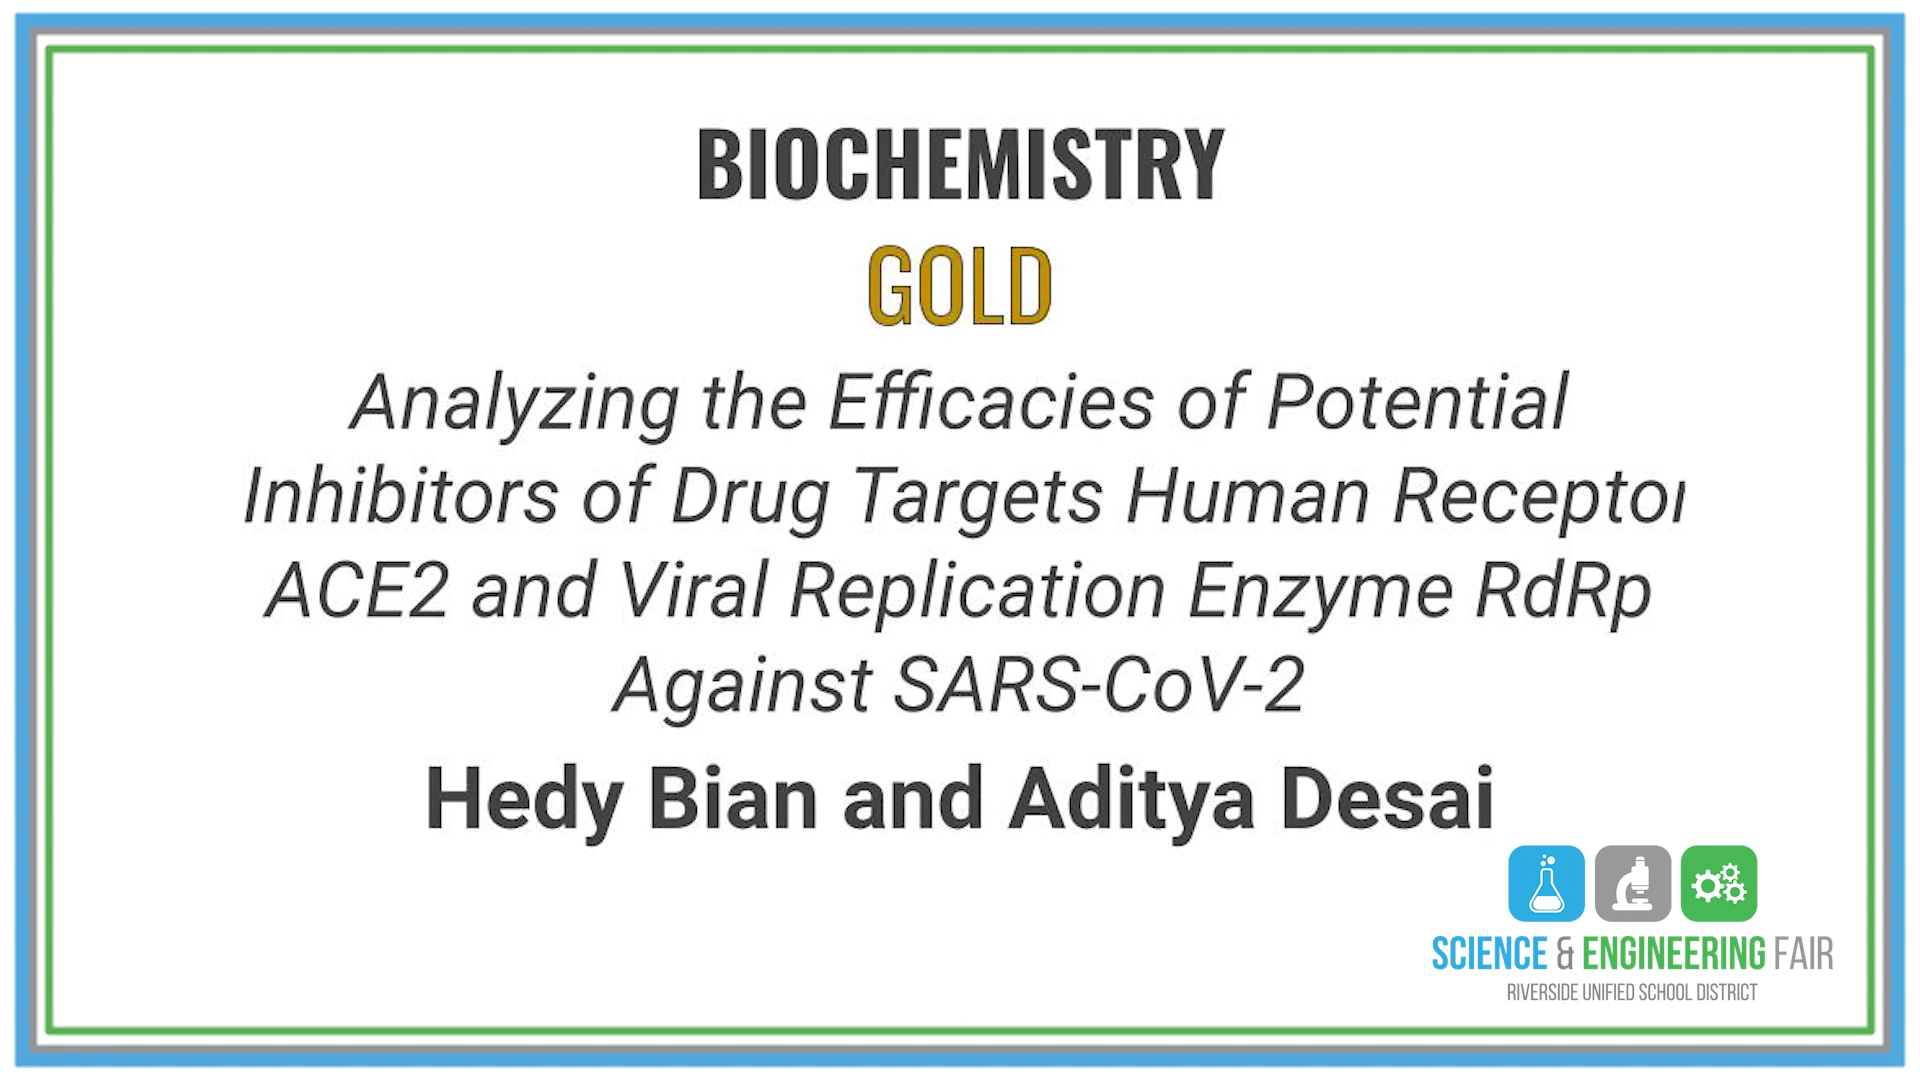 BIOCHEMISTRY
GOLD
Analyzing the Efficacies of Potential
Inhibitors of Drug Targets Human Receptor
ACE2 and Viral Replication Enzyme RdRp
Against SARS-CoV-2
Hedy Bian and Aditya Desai
SCIENCE & ENGINEERING FAIR
RIVERSIDE UNIFIED SCHOOL DISTRICT